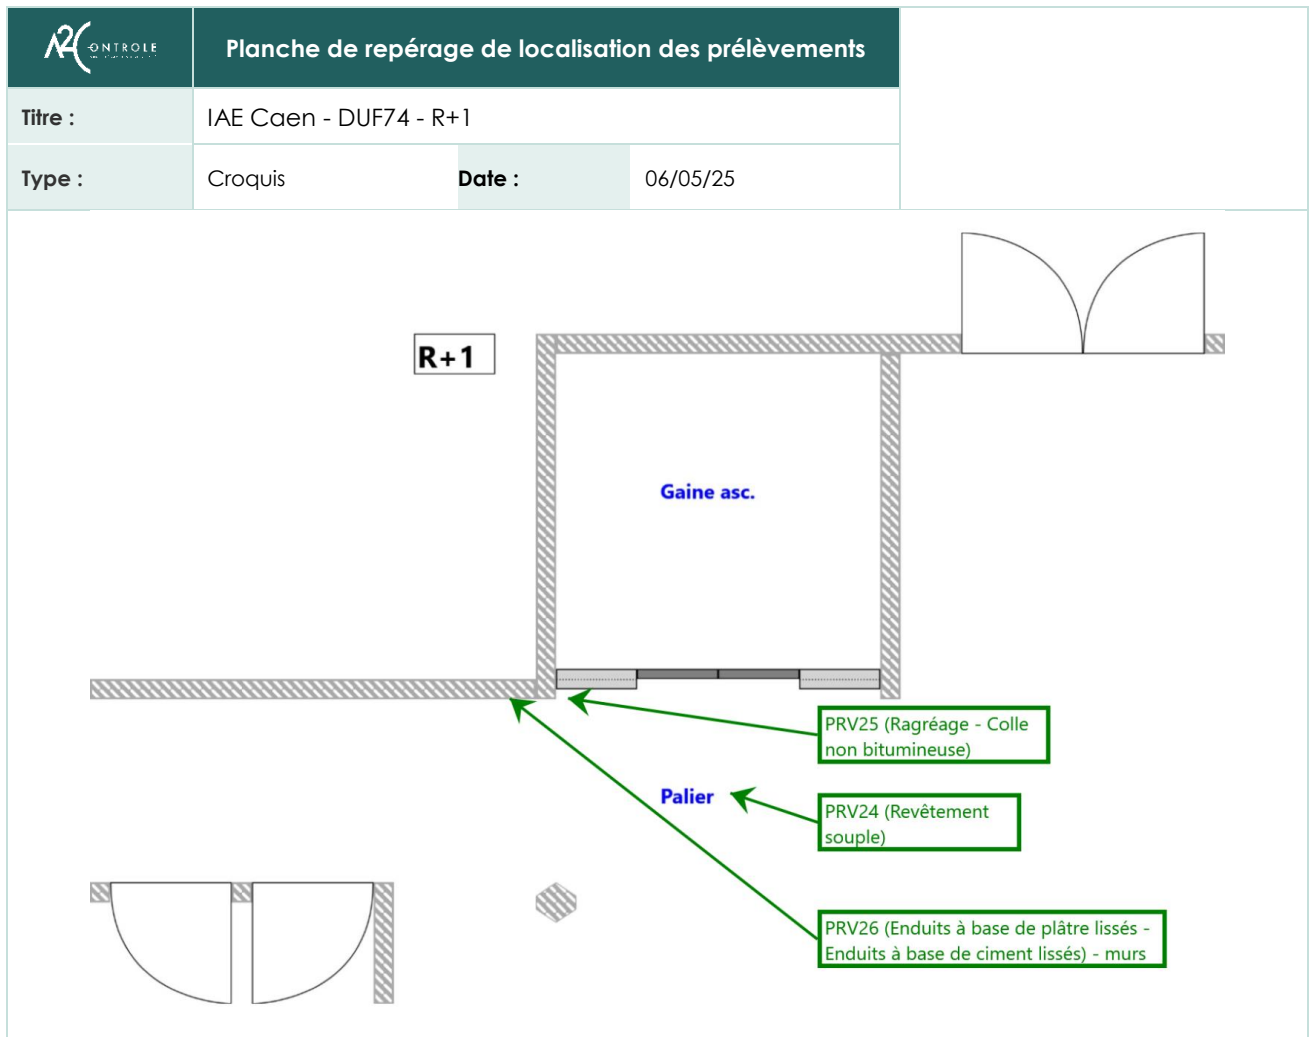 A2CONTROLE
Planche de repérage de localisation des prélèvements
Titre :
IAE Caen - DUF74 - R+1
Type :
Croquis
Date :
06/05/25
R+1
Gaine asc.
PRV25 (Ragréage - Colle
non bitumineuse)
Palier
PRV24 (Revêtement
souple)
PRV26 (Enduits à base de plâtre lissés -
Enduits à base de ciment lissés) - murs